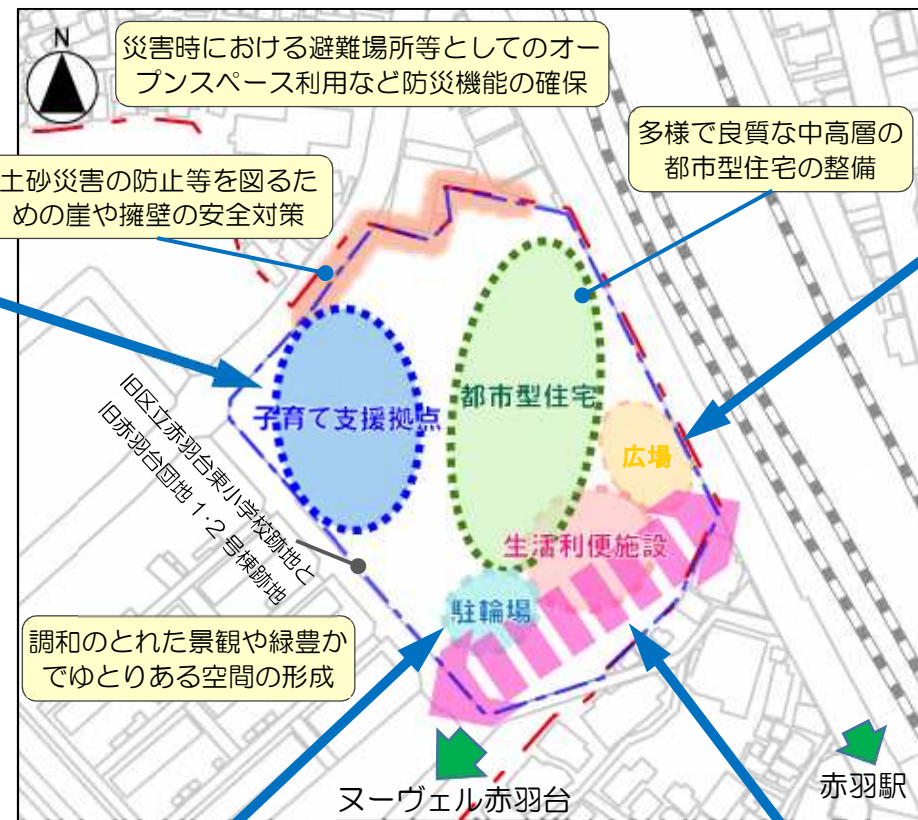 N
災害時における避難場所等としてのオー
プンスペース利用など防災機能の確保
多様で良質な中高層の
都市型住宅の整備
土砂災害の防止等を図るた
めの崖や擁壁の安全対策
都市型住宅
子育て支援拠点
広場
旧区立赤羽台東小学校跡地と
旧赤羽台団地1・2号棟跡地
生活利便施設
駐輪場
調和のとれた景観や緑豊か
でゆとりある空間の形成
ヌーヴェル赤羽台
赤羽駅